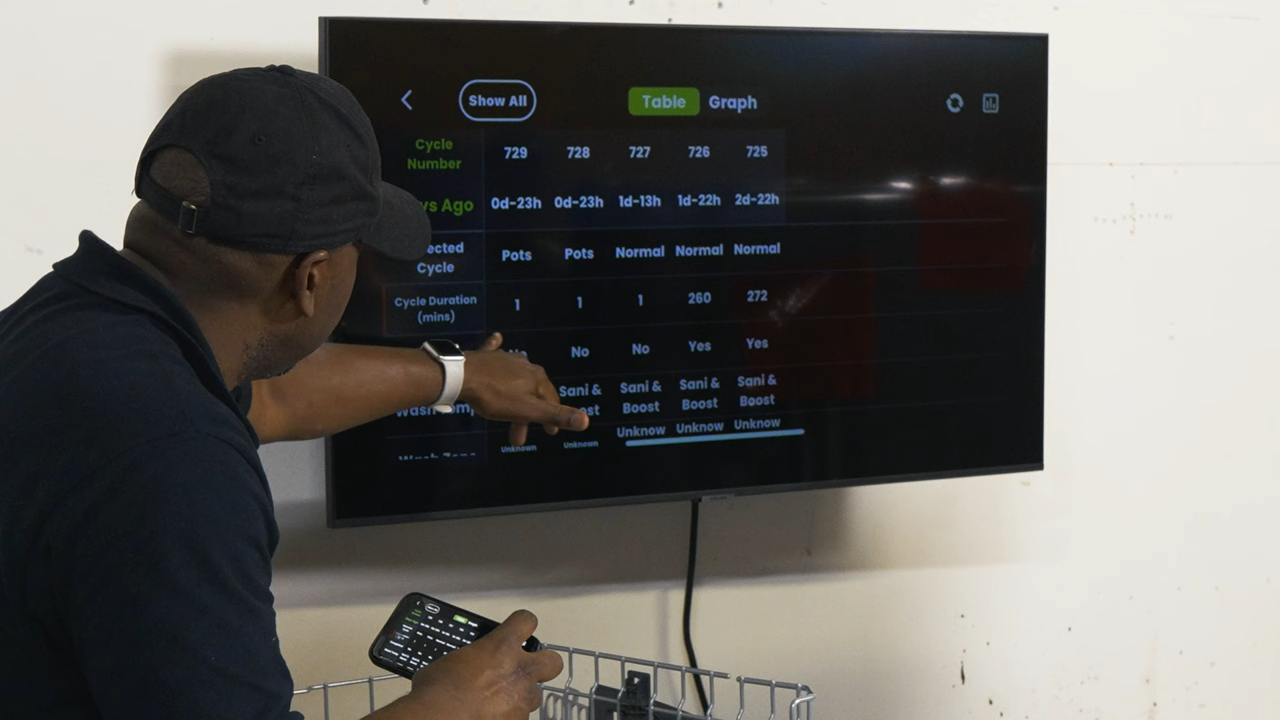 Show All Table Graph
Cycle
Number 729 728 727 726 725
ys Ago 0d-23h 0d-23h 1d-13h 1d-22h 2d-22h
ected
Cycle Pots Pots Normal Normal Normal
Cycle Duration
(mins) 1 1 1 260 272
No No Yes Yes
Sani & Sani & Sani & Sani &
Wash Boost Boost Boost
Unknown Unknown Unknow Unknow Unknow